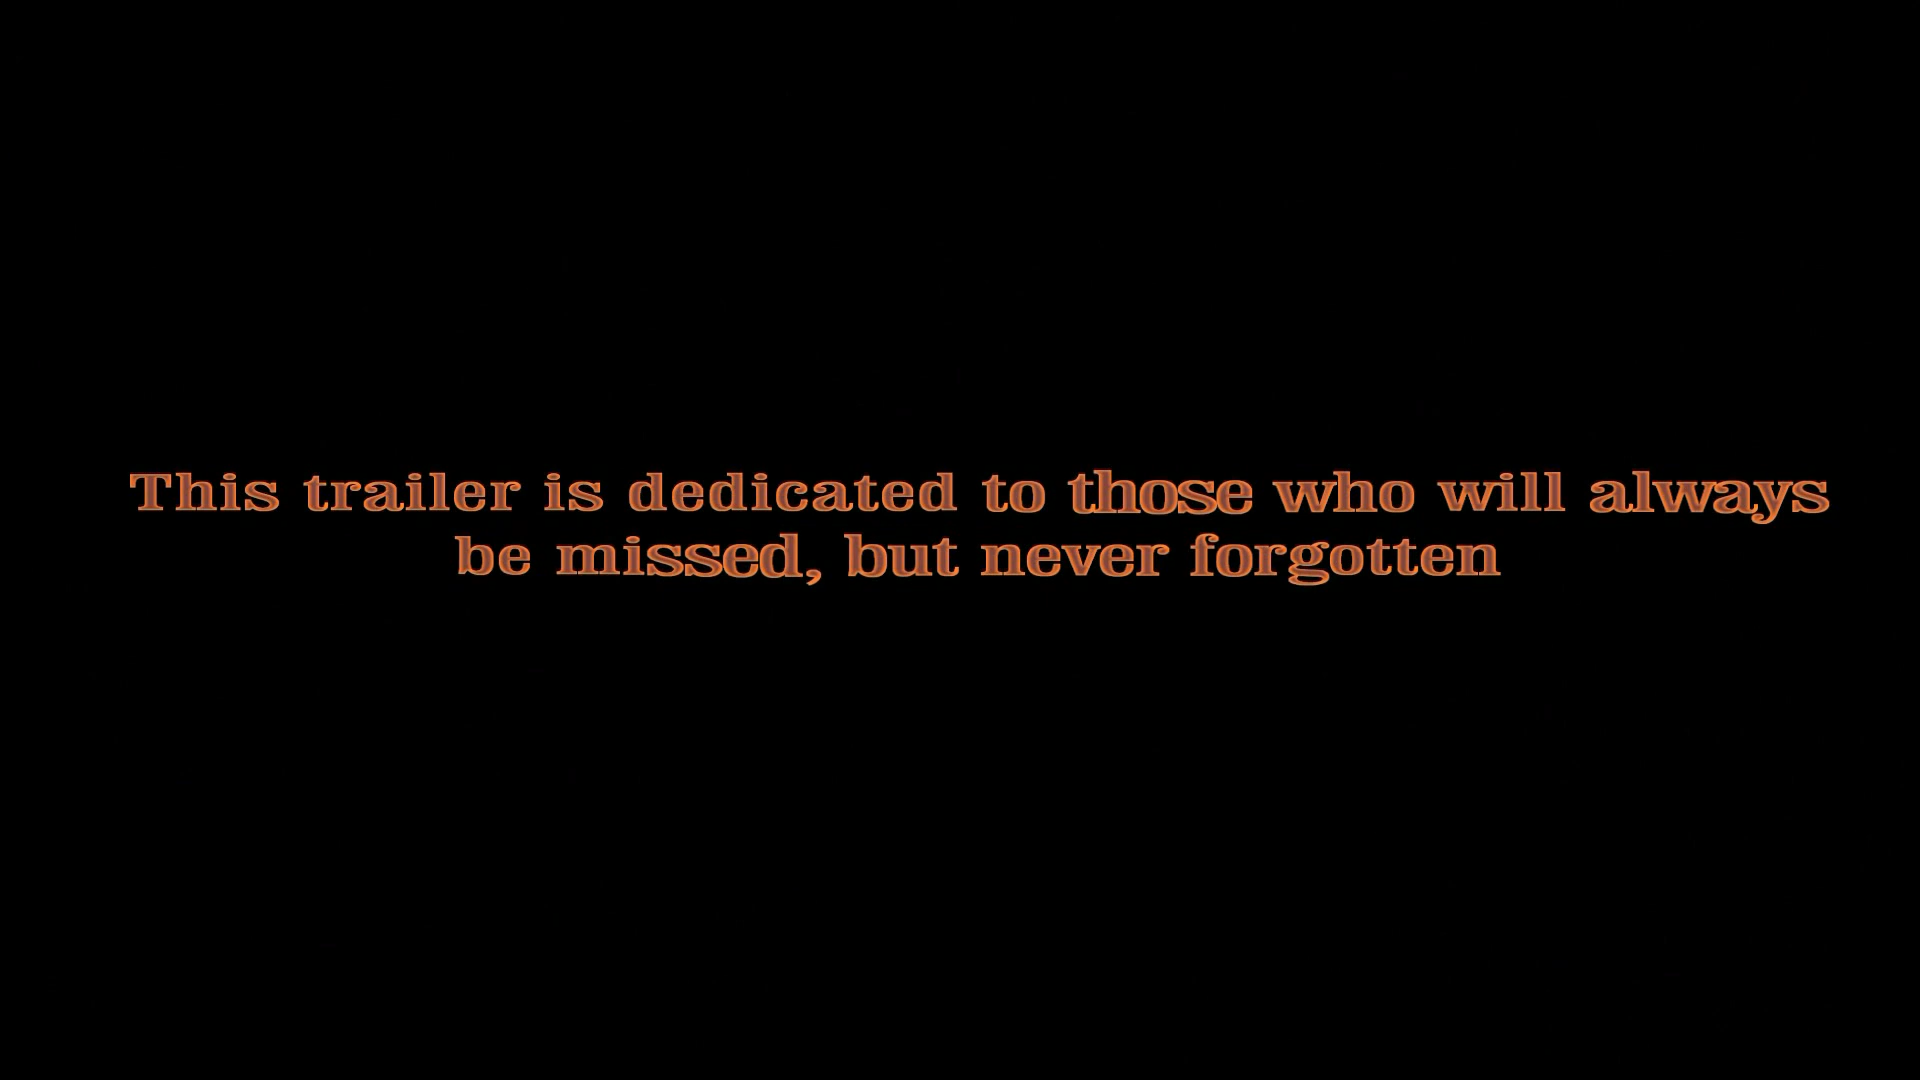 This trailer is dedicated to those who will always
be missed, but never forgotten